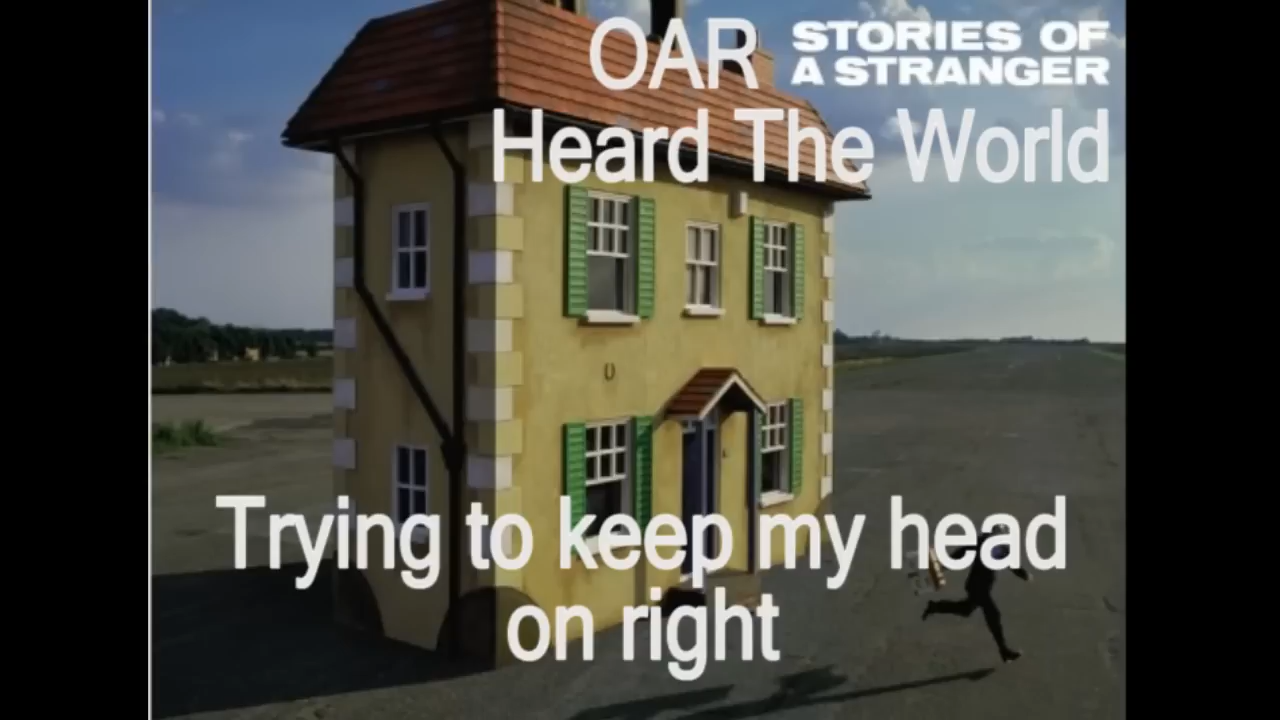 OAR
STORIES OF
A STRANGER
Heard The World
Trying to keep my head
on right